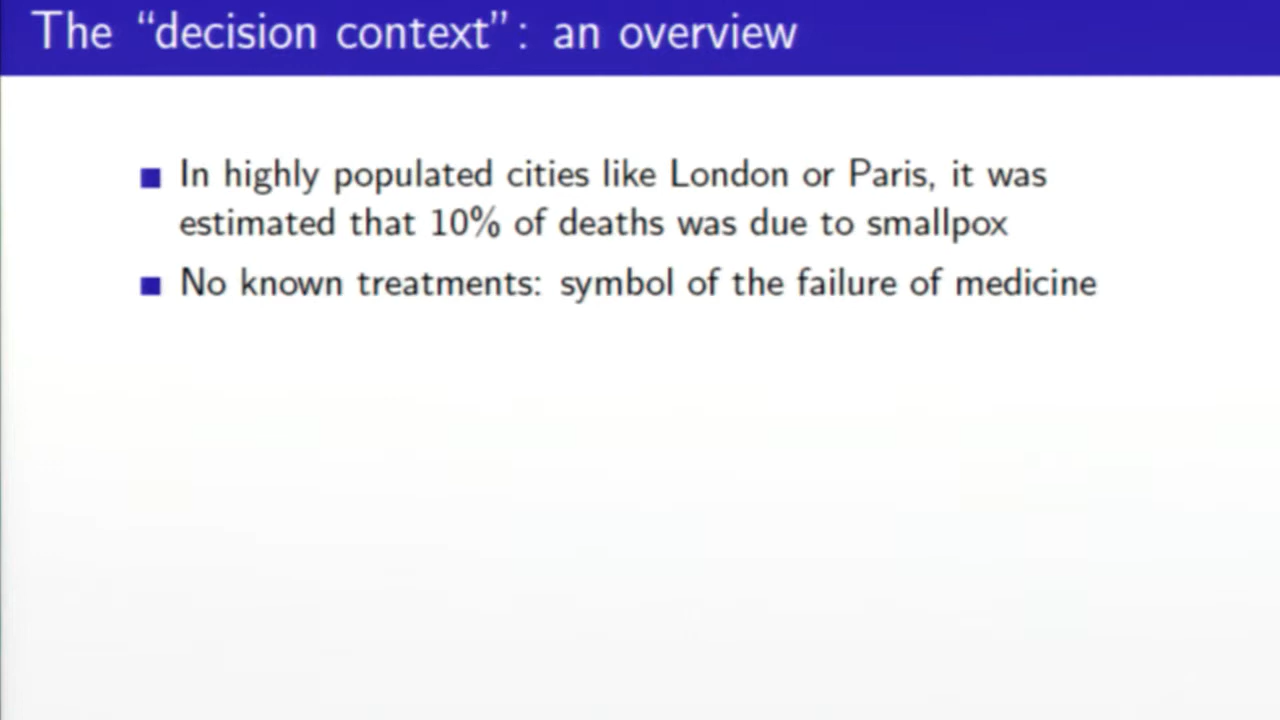 The “decision context”: an overview
In highly populated cities like London or Paris, it was
estimated that 10% of deaths was due to smallpox
No known treatments: symbol of the failure of medicine